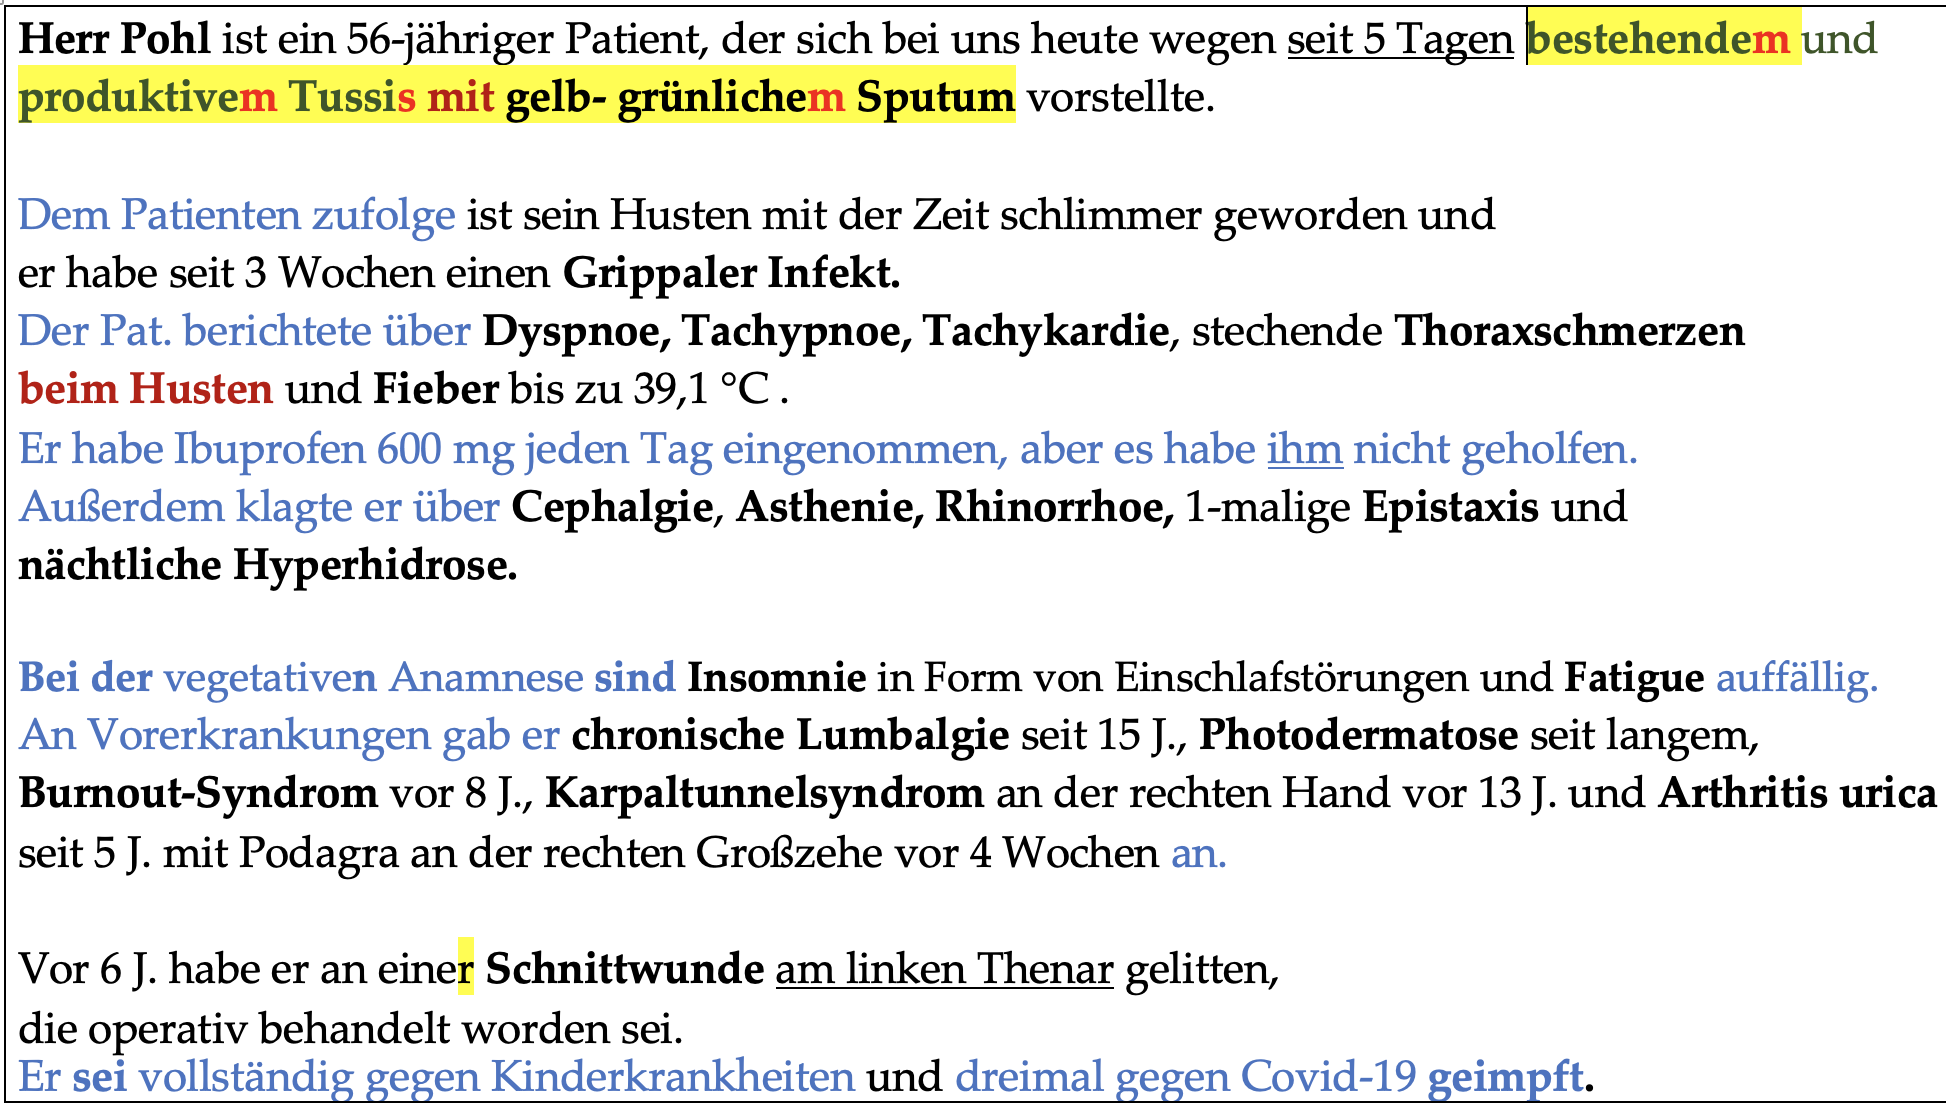 Herr Pohl ist ein 56-jähriger Patient, der sich bei uns heute wegen seit 5 Tagen bestehendem und
produktivem Tussis mit gelb- grünlichem Sputum vorstellte.
Dem Patienten zufolge ist sein Husten mit der Zeit schlimmer geworden und
er habe seit 3 Wochen einen Grippaler Infekt.
Der Pat. berichtete über Dyspnoe, Tachypnoe, Tachykardie, stechende Thoraxschmerzen
beim Husten und Fieber bis zu 39,1 °C .
Er habe Ibuprofen 600 mg jeden Tag eingenommen, aber es habe ihm nicht geholfen.
Außerdem klagte er über Cephalgie, Asthenie, Rhinorrhoe, 1-malige Epistaxis und
nächtliche Hyperhidrose.
Bei der vegetativen Anamnese sind Insomnie in Form von Einschlafstörungen und Fatigue auffällig.
An Vorerkrankungen gab er chronische Lumbalgie seit 15 J., Photodermatose seit langem,
Burnout-Syndrom vor 8 J., Karpaltunnelsyndrom an der rechten Hand vor 13 J. und Arthritis urica
seit 5 J. mit Podagra an der rechten Großzehe vor 4 Wochen an.
Vor 6 J. habe er an einer Schnittwunde am linken Thenar gelitten,
die operativ behandelt worden sei.
Er sei vollständig gegen Kinderkrankheiten und dreimal gegen Covid-19 geimpft.